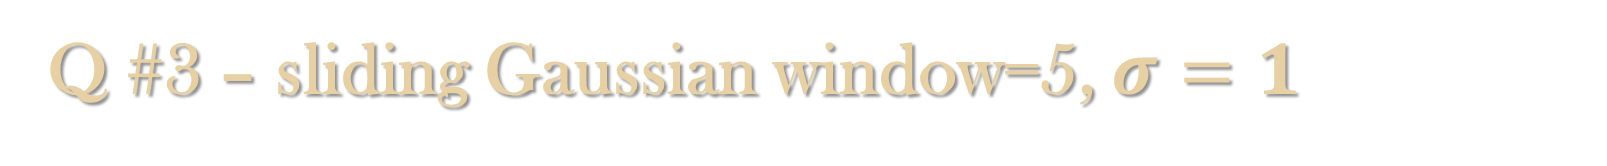 Q #3 – sliding Gaussian window=5, σ = 1